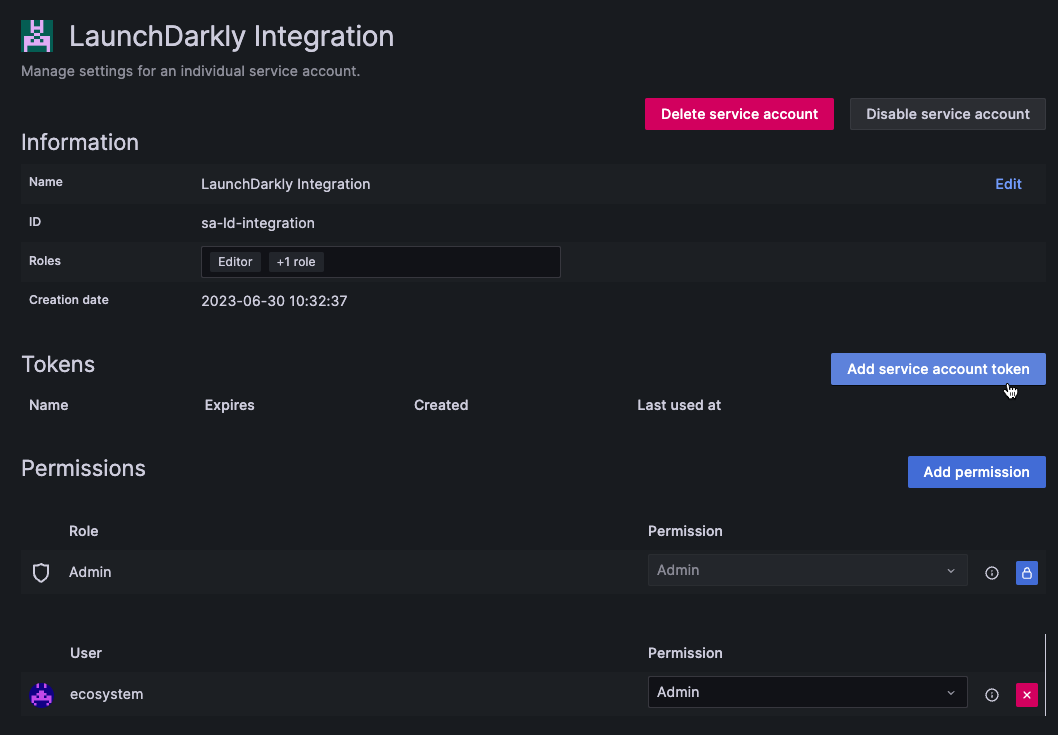 LaunchDarkly Integration
Manage settings for an individual service account.
Delete service account Disable service account
Information
Name LaunchDarkly Integration Edit
ID sa-ld-integration
Roles Editor +1 role
Creation date 2023-06-30 10:32:37
Tokens Add service account token
Name Expires Created Last used at
Permissions Add permission
Role Permission
Admin Admin
User Permission
ecosystem Admin